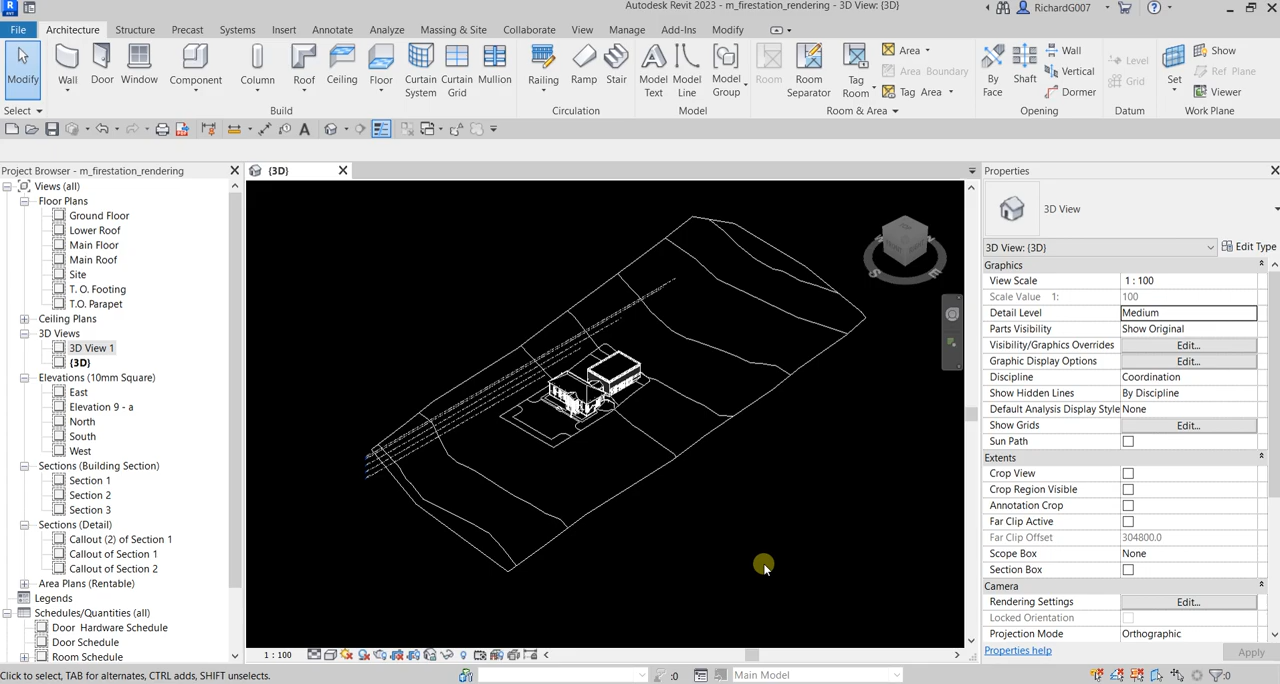 Autodesk Revit 2023 - m_firestation_rendering - 3D View: {3D}
RichardG007
File Architecture Structure Precast Systems Steel Insert Annotate Analyze Massing & Site Collaborate View Manage Add-Ins Modify
Modify Wall Door Window Component Column Roof Ceiling Floor Curtain System Curtain Grid Mullion Railing Ramp Stair Model Text Model Line Model Group Room Room Separator Tag Room Area Area Boundary Tag Area By Face Shaft Wall Vertical Dormer Level Grid Set Show Ref Plane Viewer
Select Build Circulation Model Room & Area Opening Datum Work Plane
Project Browser - m_firestation_rendering
Views (all)
Floor Plans
Ground Floor
Lower Roof
Main Floor
Main Roof
Site
T. O. Footing
T.O. Parapet
Ceiling Plans
3D Views
3D View 1
{3D}
Elevations (10mm Square)
East
Elevation 9 - a
North
South
West
Sections (Building Section)
Section 1
Section 2
Section 3
Sections (Detail)
Callout (2) of Section 1
Callout of Section 1
Callout of Section 2
Area Plans (Rentable)
Legends
Schedules/Quantities (all)
Door Hardware Schedule
Door Schedule
Room Schedule
{3D}
1 : 100
Properties
3D View
3D View: {3D} Edit Type
Graphics
View Scale 1 : 100
Scale Value 1: 100
Detail Level Medium
Parts Visibility Show Original
Visibility/Graphics Overrides Edit...
Graphic Display Options Edit...
Discipline Coordination
Show Hidden Lines By Discipline
Default Analysis Display Style None
Show Grids Edit...
Sun Path
Extents
Crop View
Crop Region Visible
Annotation Crop
Far Clip Active
Far Clip Offset 304800.0
Scope Box None
Section Box
Camera
Rendering Settings Edit...
Locked Orientation
Projection Mode Orthographic
Properties help Apply
Click to select, TAB for alternates, CTRL adds, SHIFT unselects. :0 Main Model :0